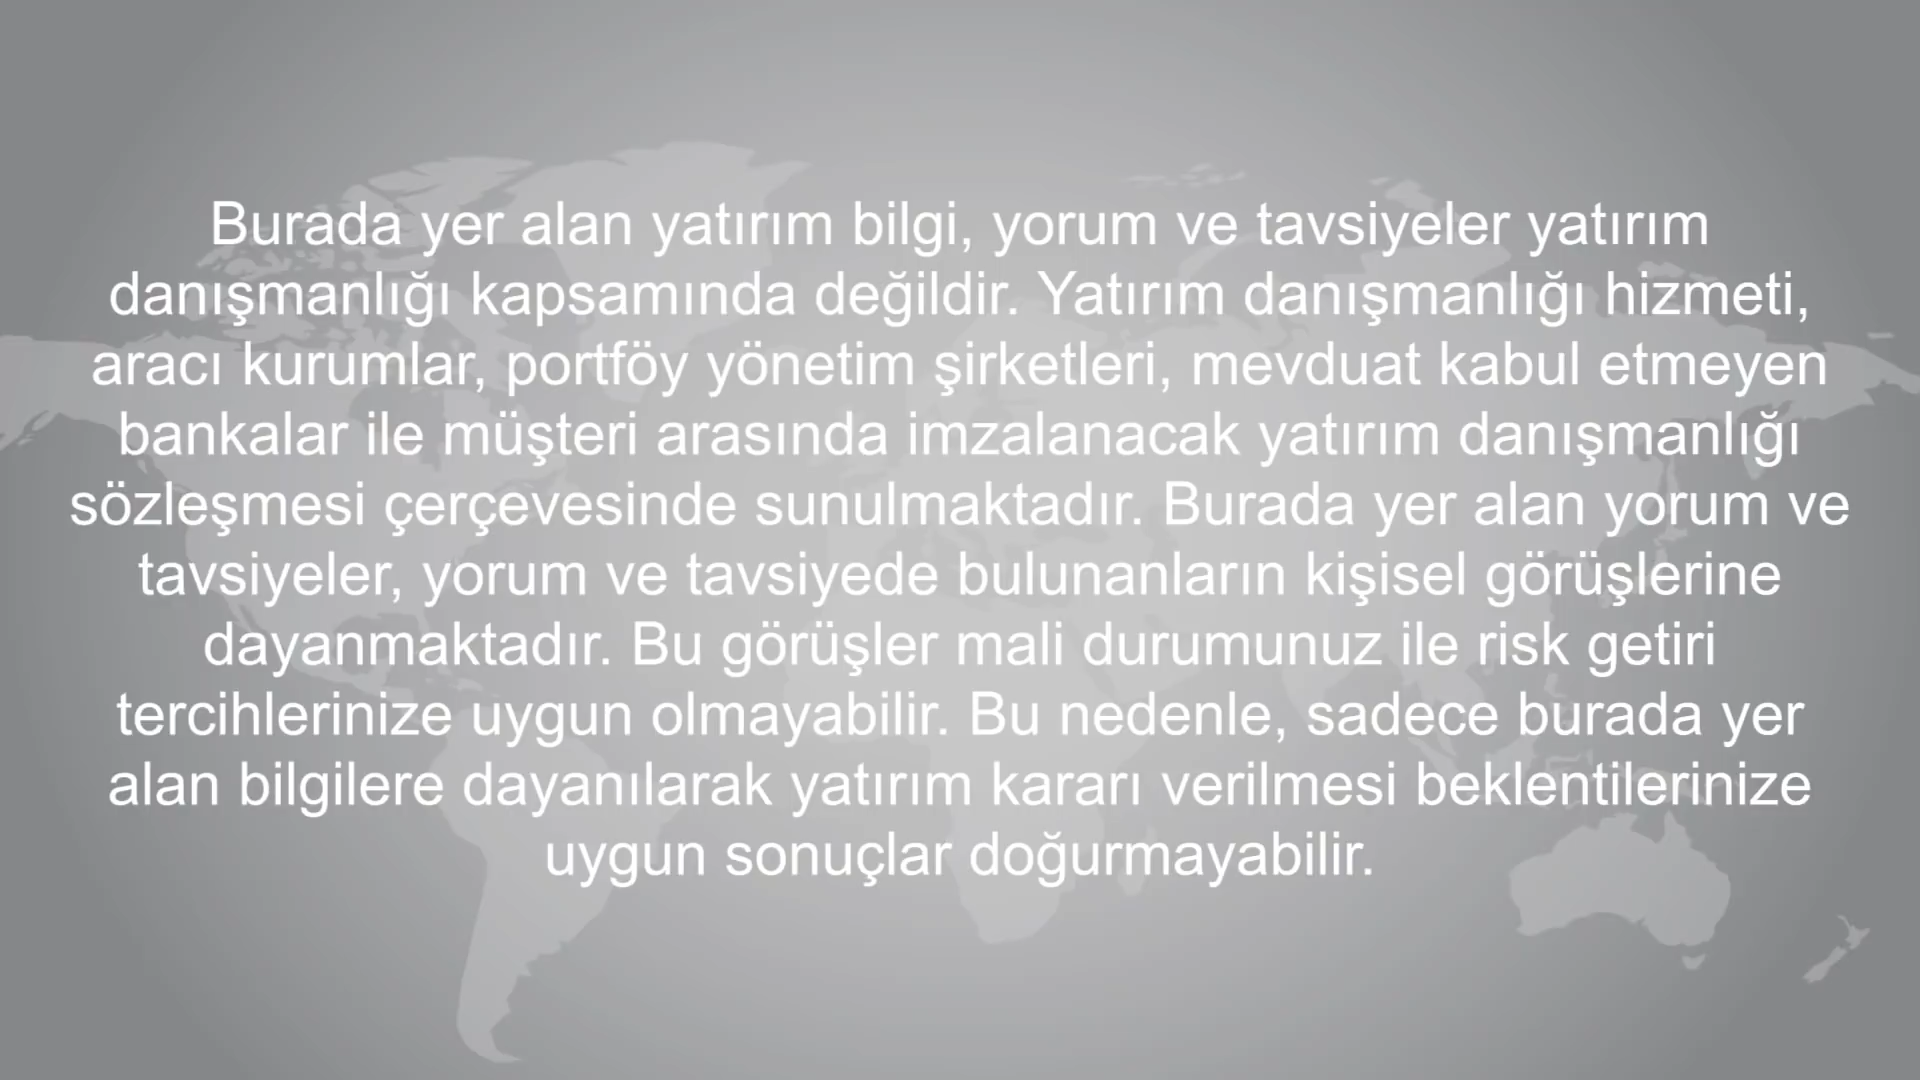 Burada yer alan yatırım bilgi, yorum ve tavsiyeler yatırım
danışmanlığı kapsamında değildir. Yatırım danışmanlığı hizmeti,
aracı kurumlar, portföy yönetim şirketleri, mevduat kabul etmeyen
bankalar ile müşteri arasında imzalanacak yatırım danışmanlığı
sözleşmesi çerçevesinde sunulmaktadır. Burada yer alan yorum ve
tavsiyeler, yorum ve tavsiyede bulunanların kişisel görüşlerine
dayanmaktadır. Bu görüşler mali durumunuz ile risk getiri
tercihlerinize uygun olmayabilir. Bu nedenle, sadece burada yer
alan bilgilere dayanılarak yatırım kararı verilmesi beklentilerinize
uygun sonuçlar doğurmayabilir.